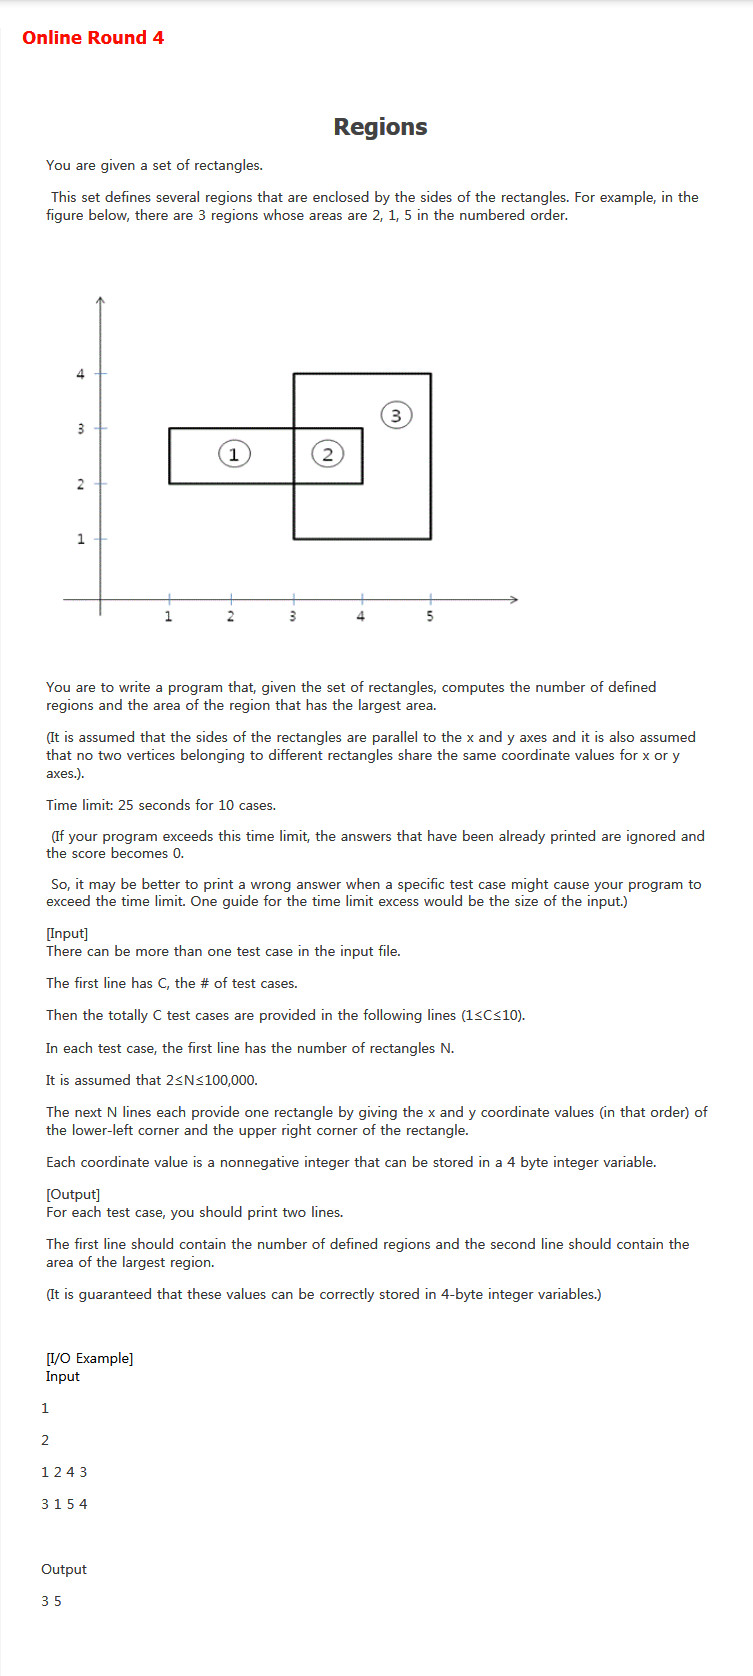 Online Round 4
Regions
You are given a set of rectangles.
This set defines several regions that are enclosed by the sides of the rectangles. For example, in the
figure below, there are 3 regions whose areas are 2, 1, 5 in the numbered order.
4
3
3
1
2
2
1
1
2
3
4
5
You are to write a program that, given the set of rectangles, computes the number of defined
regions and the area of the region that has the largest area.
(It is assumed that the sides of the rectangles are parallel to the x and y axes and it is also assumed
that no two vertices belonging to different rectangles share the same coordinate values for x or y
axes.).
Time limit: 25 seconds for 10 cases.
(If your program exceeds this time limit, the answers that have been already printed are ignored and
the score becomes 0.
So, it may be better to print a wrong answer when a specific test case might cause your program to
exceed the time limit. One guide for the time limit excess would be the size of the input.)
[Input]
There can be more than one test case in the input file.
The first line has C, the # of test cases.
Then the totally C test cases are provided in the following lines (1≤C≤10).
In each test case, the first line has the number of rectangles N.
It is assumed that 2≤N≤100,000.
The next N lines each provide one rectangle by giving the x and y coordinate values (in that order) of
the lower-left corner and the upper right corner of the rectangle.
Each coordinate value is a nonnegative integer that can be stored in a 4 byte integer variable.
[Output]
For each test case, you should print two lines.
The first line should contain the number of defined regions and the second line should contain the
area of the largest region.
(It is guaranteed that these values can be correctly stored in 4-byte integer variables.)
[I/O Example]
Input
1
2
1 2 4 3
3 1 5 4
Output
3 5